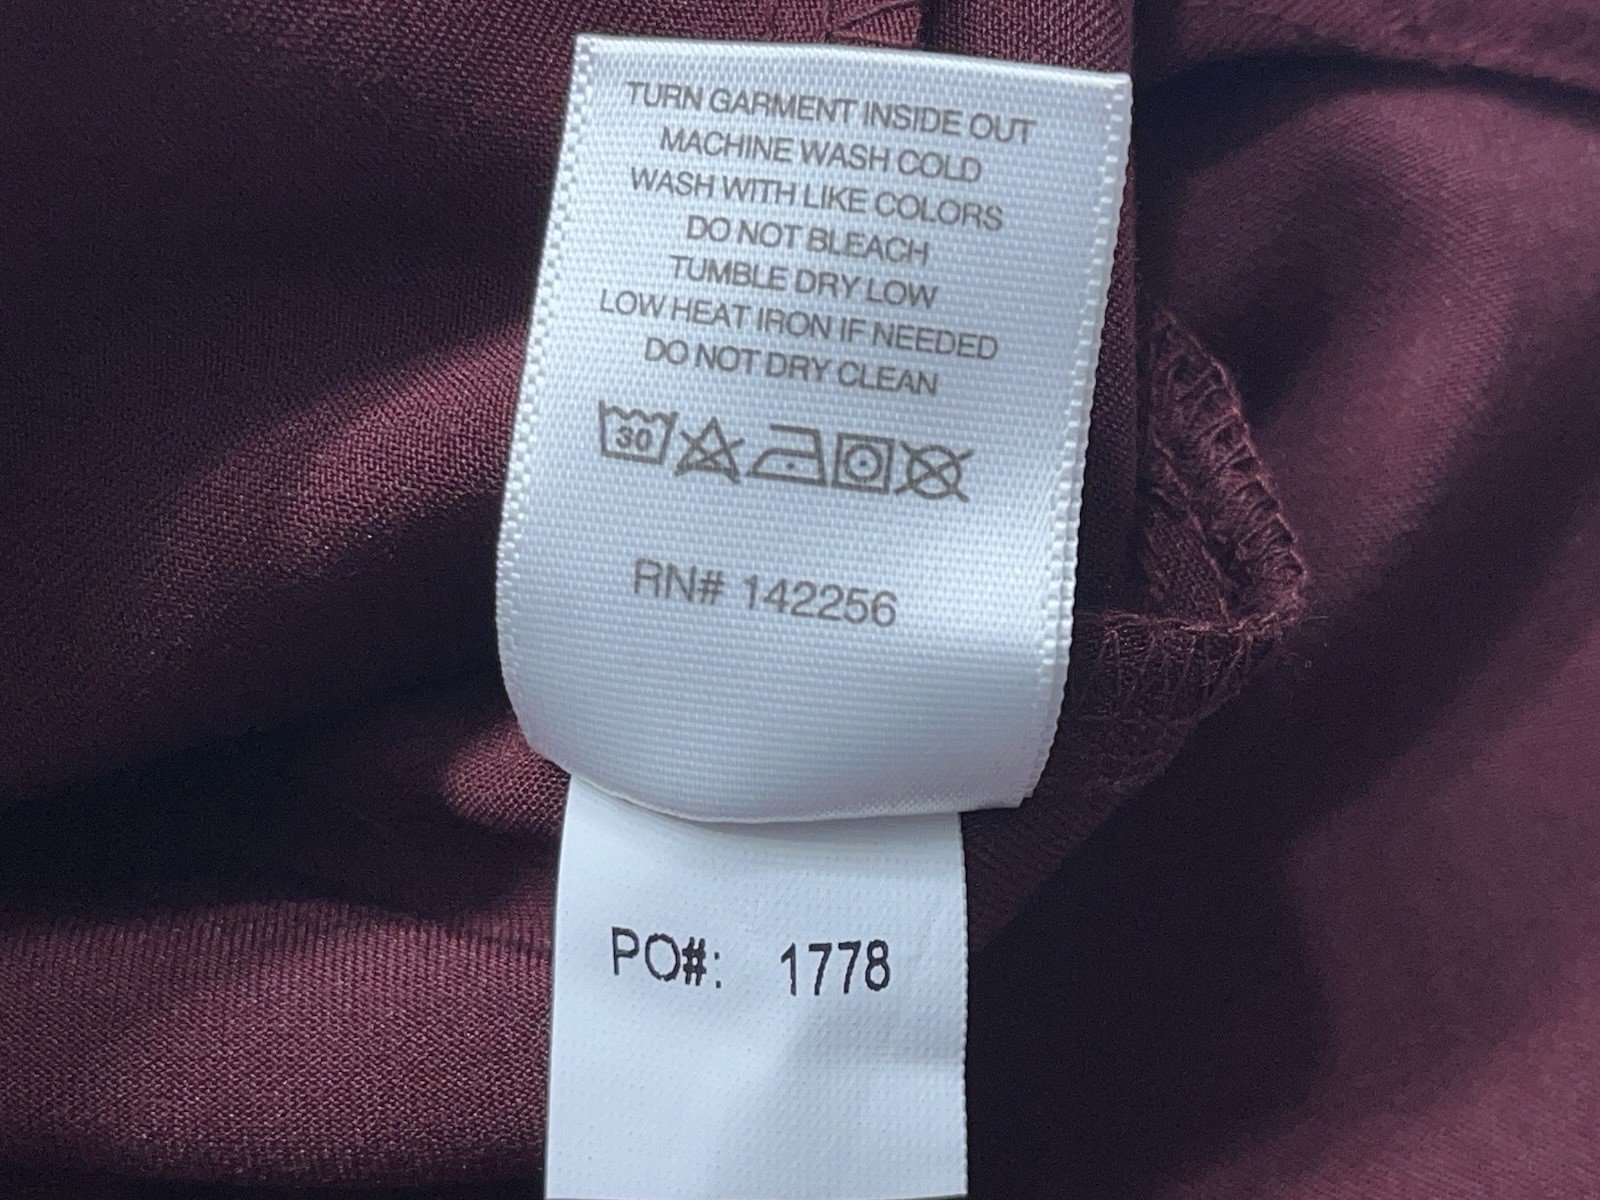 TURN GARMENT INSIDE OUT
MACHINE WASH COLD
WASH WITH LIKE COLORS
DO NOT BLEACH
TUMBLE DRY LOW
LOW HEAT IRON IF NEEDED
DO NOT DRY CLEAN
30
RN# 142256
PO#: 1778